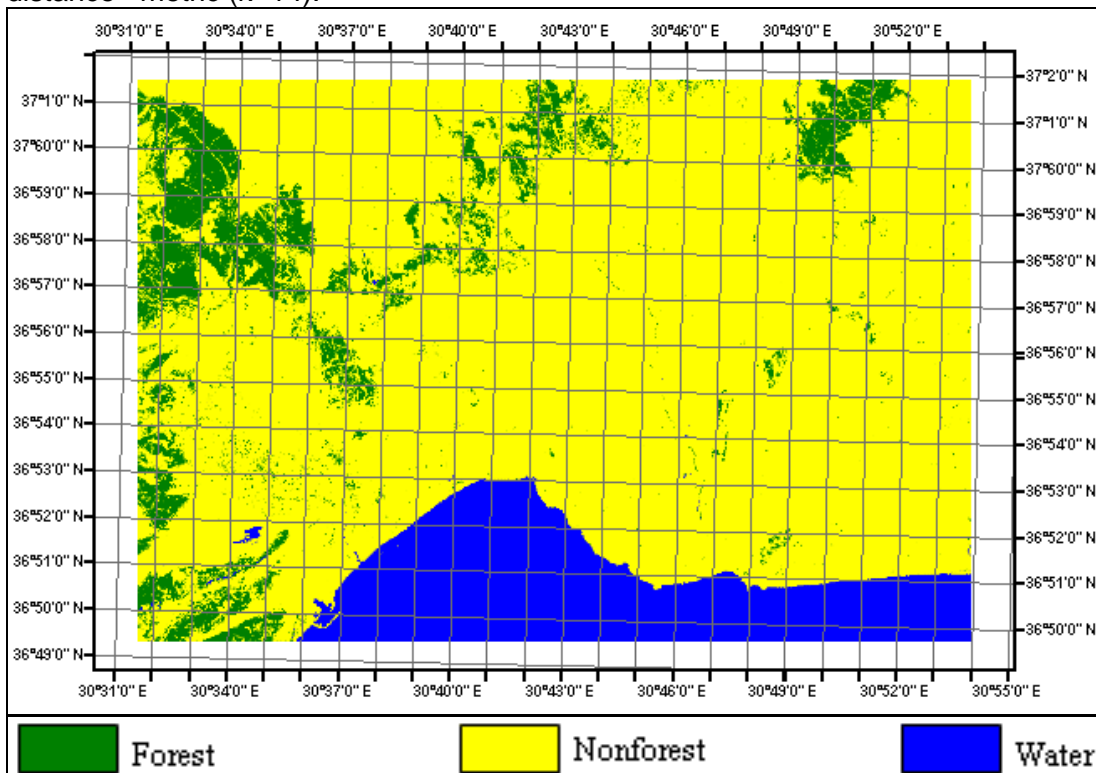 distance" metric
30°31'0" E 30°34'0" E 30°37'0" E 30°40'0" E 30°43'0" E 30°46'0" E 30°49'0" E 30°52'0" E
37°1'0" N
37°60'0" N
36°59'0" N
36°58'0" N
36°57'0" N
36°56'0" N
36°55'0" N
36°54'0" N
36°53'0" N
36°52'0" N
36°51'0" N
36°50'0" N
36°49'0" N
37°2'0" N
37°1'0" N
37°60'0" N
36°59'0" N
36°58'0" N
36°57'0" N
36°56'0" N
36°55'0" N
36°54'0" N
36°53'0" N
36°52'0" N
36°51'0" N
36°50'0" N
30°31'0" E 30°34'0" E 30°37'0" E 30°40'0" E 30°43'0" E 30°46'0" E 30°49'0" E 30°52'0" E 30°55'0" E
Forest Nonforest Water